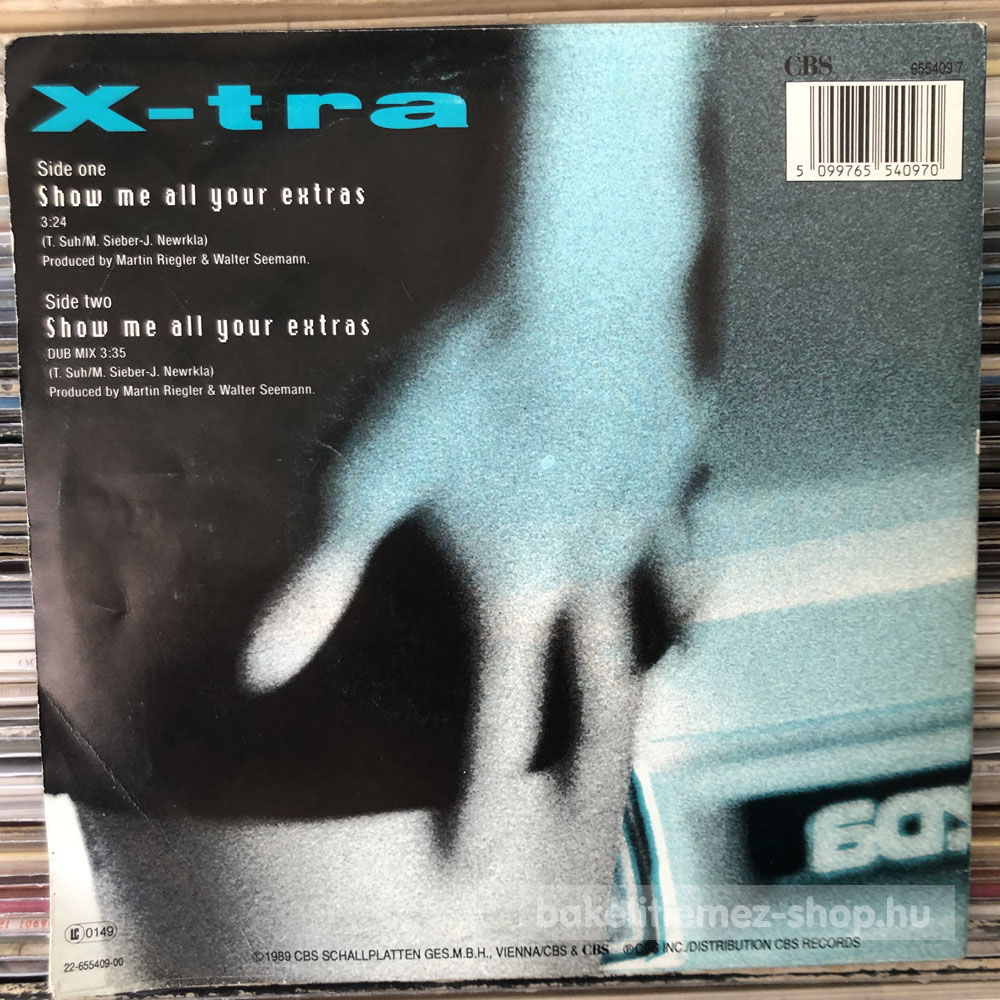 X-tra
Side one
Show me all your extras
3:24
(T. Suh/M. Sieber-J. Newrkla)
Produced by Martin Riegler & Walter Seemann.
Side two
Show me all your extras
DUB MIX 3:35
(T. Suh/M. Sieber-J. Newrkla)
Produced by Martin Riegler & Walter Seemann.
CBS 655409 7
5 099765 540970
LC 0149
22-655409-00
bakelitlemez-shop.hu
©1989 CBS SCHALLPLATTEN GES.M.B.H., VIENNA/CBS & CBS ℗CBS INC./DISTRIBUTION CBS RECORDS